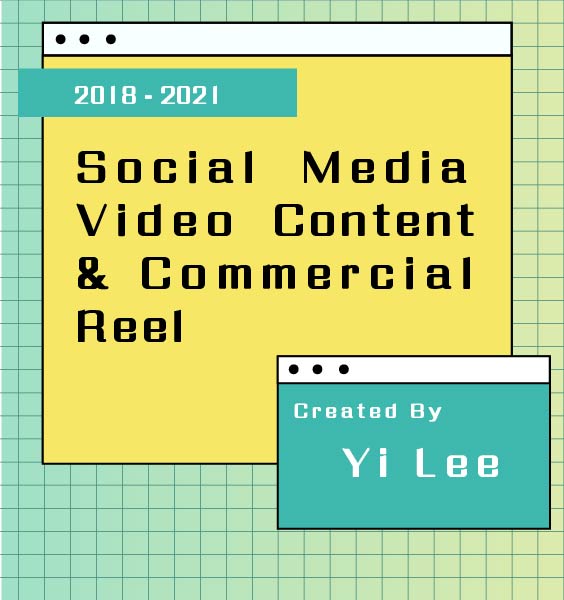 2018 - 2021
Social Media
Video Content
& Commercial
Reel
Created By
Yi Lee